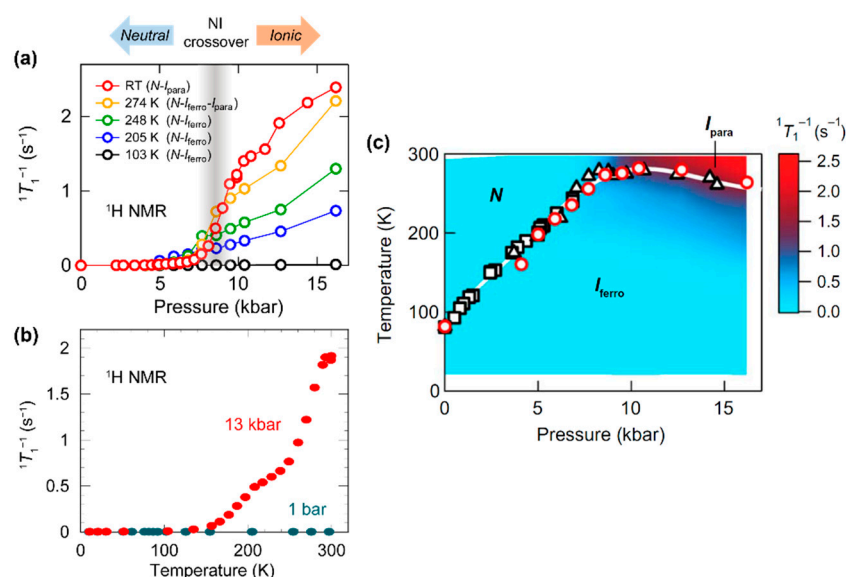 Neutral
NI
crossover
Ionic
(a)
RT (N-Ipara)
274 K (N-Iferro-Ipara)
248 K (N-Iferro)
205 K (N-Iferro)
103 K (N-Iferro)
¹H NMR
¹T₁⁻¹ (s⁻¹)
2
1
0
0 5 10 15
Pressure (kbar)
(b)
¹H NMR
13 kbar
1 bar
¹T₁⁻¹ (s⁻¹)
2
1.5
1
0.5
0
0 100 200 300
Temperature (K)
(c)
Ipara
N
Iferro
Temperature (K)
300
200
100
0
0 5 10 15
Pressure (kbar)
¹T₁⁻¹ (s⁻¹)
2.5
2.0
1.5
1.0
0.5
0.0